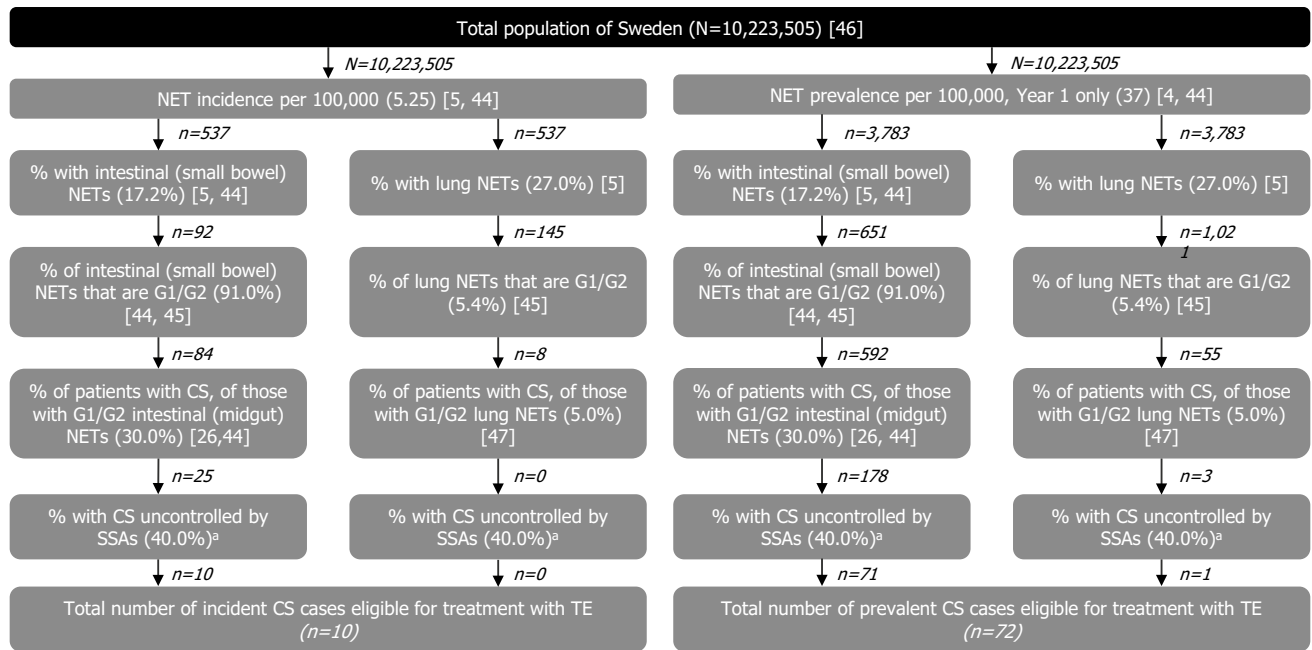 Total population of Sweden (N=10,223,505) [46]
N=10,223,505
N=10,223,505
NET incidence per 100,000 (5.25) [5, 44]
NET prevalence per 100,000, Year 1 only (37) [4, 44]
n=537
n=537
n=3,783
n=3,783
% with intestinal (small bowel)
NETs (17.2%) [5, 44]
% with lung NETs (27.0%) [5]
% with intestinal (small bowel)
NETs (17.2%) [5, 44]
% with lung NETs (27.0%) [5]
n=92
n=145
n=651
n=1,02
1
% of intestinal (small bowel)
NETs that are G1/G2 (91.0%)
[44, 45]
% of lung NETs that are G1/G2
(5.4%) [45]
% of intestinal (small bowel)
NETs that are G1/G2 (91.0%)
[44, 45]
% of lung NETs that are G1/G2
(5.4%) [45]
n=84
n=8
n=592
n=55
% of patients with CS, of those
with G1/G2 intestinal (midgut)
NETs (30.0%) [26,44]
% of patients with CS, of those
with G1/G2 lung NETs (5.0%)
[47]
% of patients with CS, of those
with G1/G2 intestinal (midgut)
NETs (30.0%) [26, 44]
% of patients with CS, of those
with G1/G2 lung NETs (5.0%)
[47]
n=25
n=0
n=178
n=3
% with CS uncontrolled by
SSAs (40.0%)ᵃ
% with CS uncontrolled by
SSAs (40.0%)ᵃ
% with CS uncontrolled by
SSAs (40.0%)ᵃ
% with CS uncontrolled by
SSAs (40.0%)ᵃ
n=10
n=0
n=71
n=1
Total number of incident CS cases eligible for treatment with TE
(n=10)
Total number of prevalent CS cases eligible for treatment with TE
(n=72)